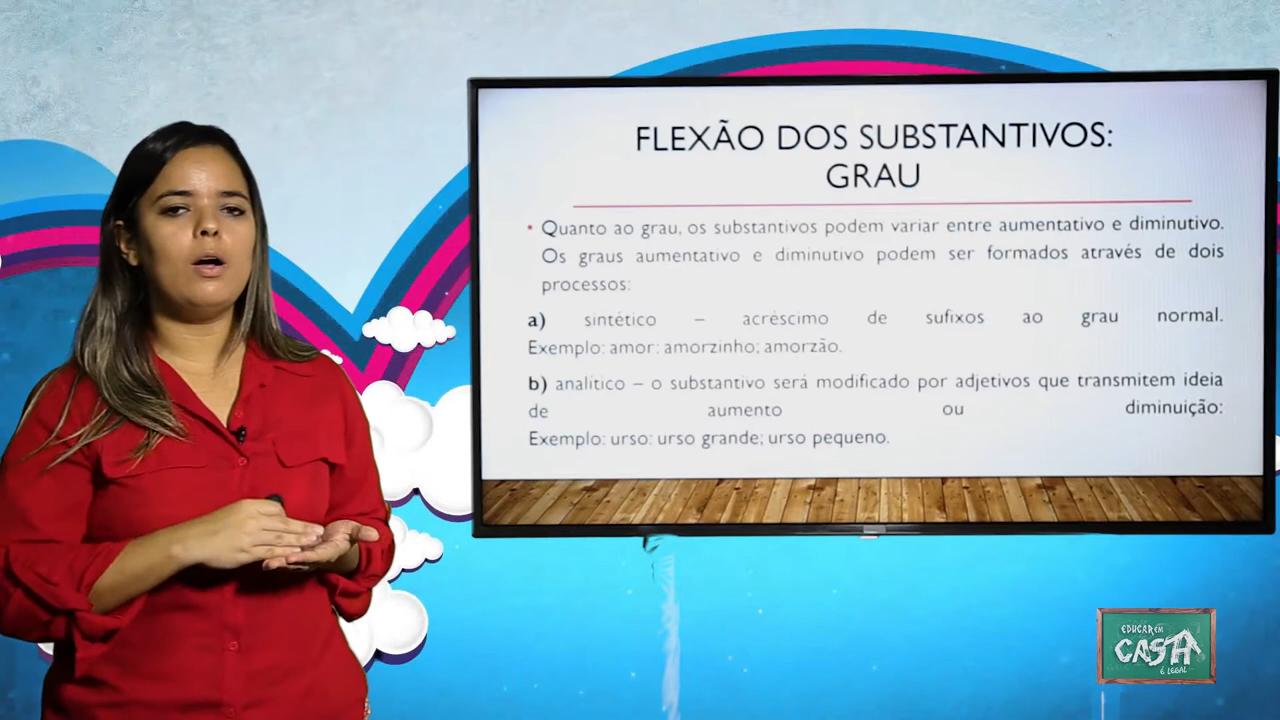 FLEXÃO DOS SUBSTANTIVOS:
GRAU
• Quanto ao grau, os substantivos podem variar entre aumentativo e diminutivo.
Os graus aumentativo e diminutivo podem ser formados através de dois
processos:
a) sintético – acréscimo de sufixos ao grau normal.
Exemplo: amor: amorzinho; amorzão.
b) analítico – o substantivo será modificado por adjetivos que transmitem ideia
de aumento ou diminuição:
Exemplo: urso: urso grande; urso pequeno.
EDUCAR EM
CASA
É LEGAL